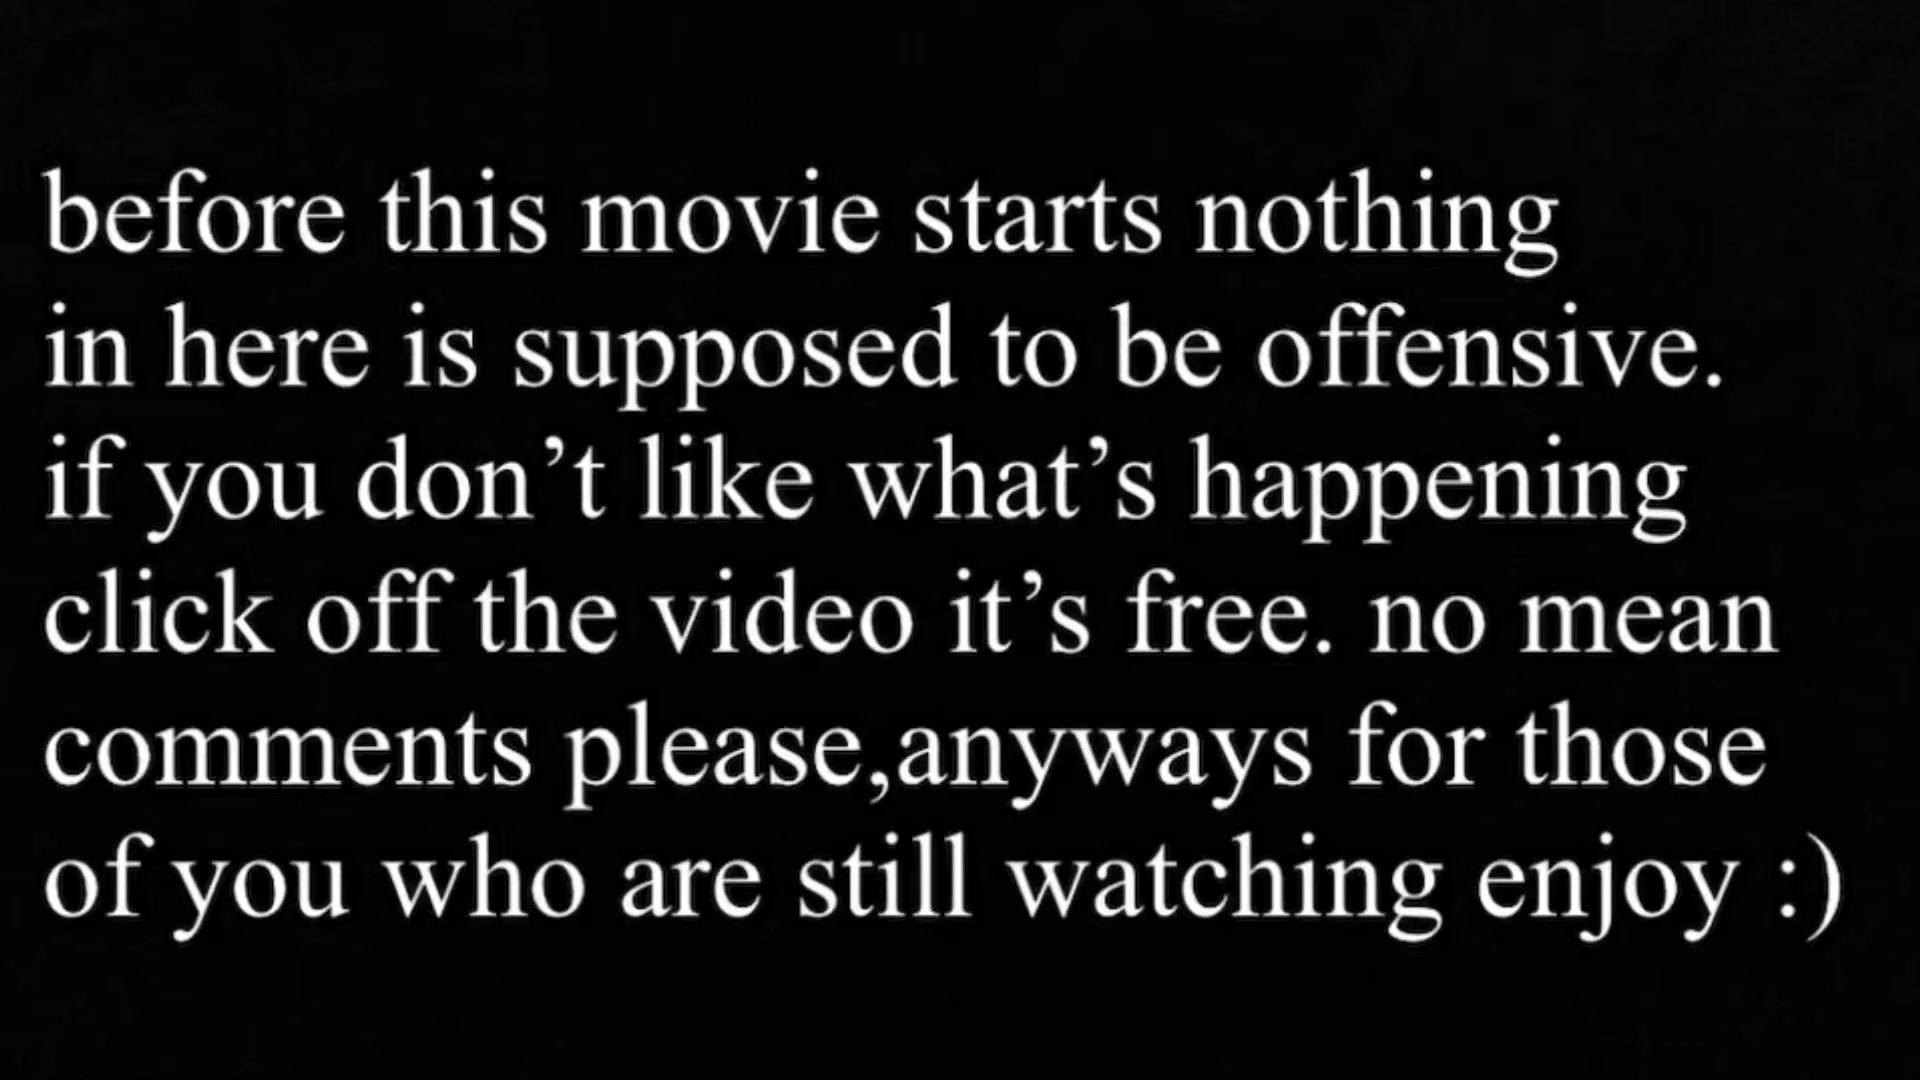 before this movie starts nothing
in here is supposed to be offensive.
if you don’t like what’s happening
click off the video it’s free. no mean
comments please,anyways for those
of you who are still watching enjoy :)